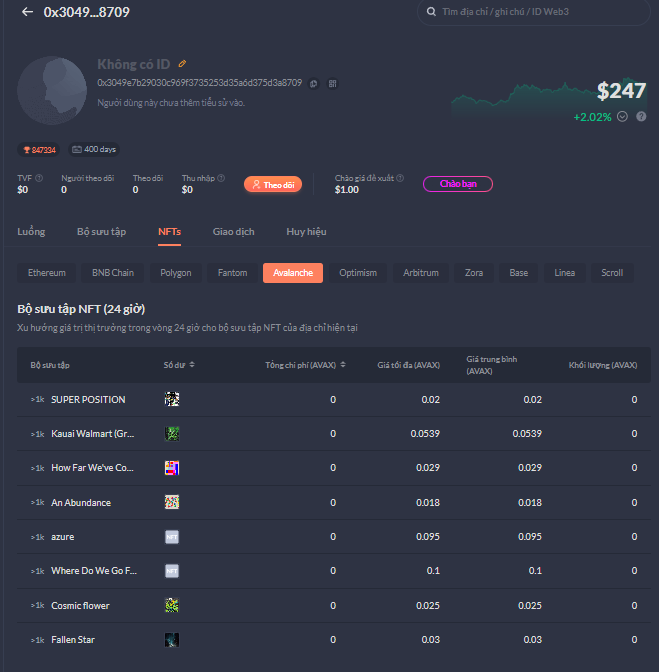 0x3049...8709
Tìm địa chỉ / ghi chú / ID Web3
Không có ID
0x3049e7b29030c969f3735253d35a6d375d3a8709
Người dùng này chưa thêm tiểu sử vào.
$247
+2.02%
847334 400 days
TVF Người theo dõi Theo dõi Thu nhập Chào giá đề xuất
$0 0 0 $0 Theo dõi $1.00 Chào bạn
Luồng Bộ sưu tập NFTs Giao dịch Huy hiệu
Ethereum BNB Chain Polygon Fantom Avalanche Optimism Arbitrum Zora Base Linea Scroll
Bộ sưu tập NFT (24 giờ)
Xu hướng giá trị thị trường trong vòng 24 giờ cho bộ sưu tập NFT của địa chỉ hiện tại
Bộ sưu tập Số dư Tổng chi phí (AVAX) Giá tối đa (AVAX) Giá trung bình (AVAX) Khối lượng (AVAX)
>1k SUPER POSITION 0 0.02 0.02 0
>1k Kauai Walmart (Gr... 0 0.0539 0.0539 0
>1k How Far We've Co... 0 0.029 0.029 0
>1k An Abundance 0 0.018 0.018 0
>1k azure NFT 0 0.095 0.095 0
>1k Where Do We Go F... NFT 0 0.1 0.1 0
>1k Cosmic flower 0 0.025 0.025 0
>1k Fallen Star 0 0.03 0.03 0